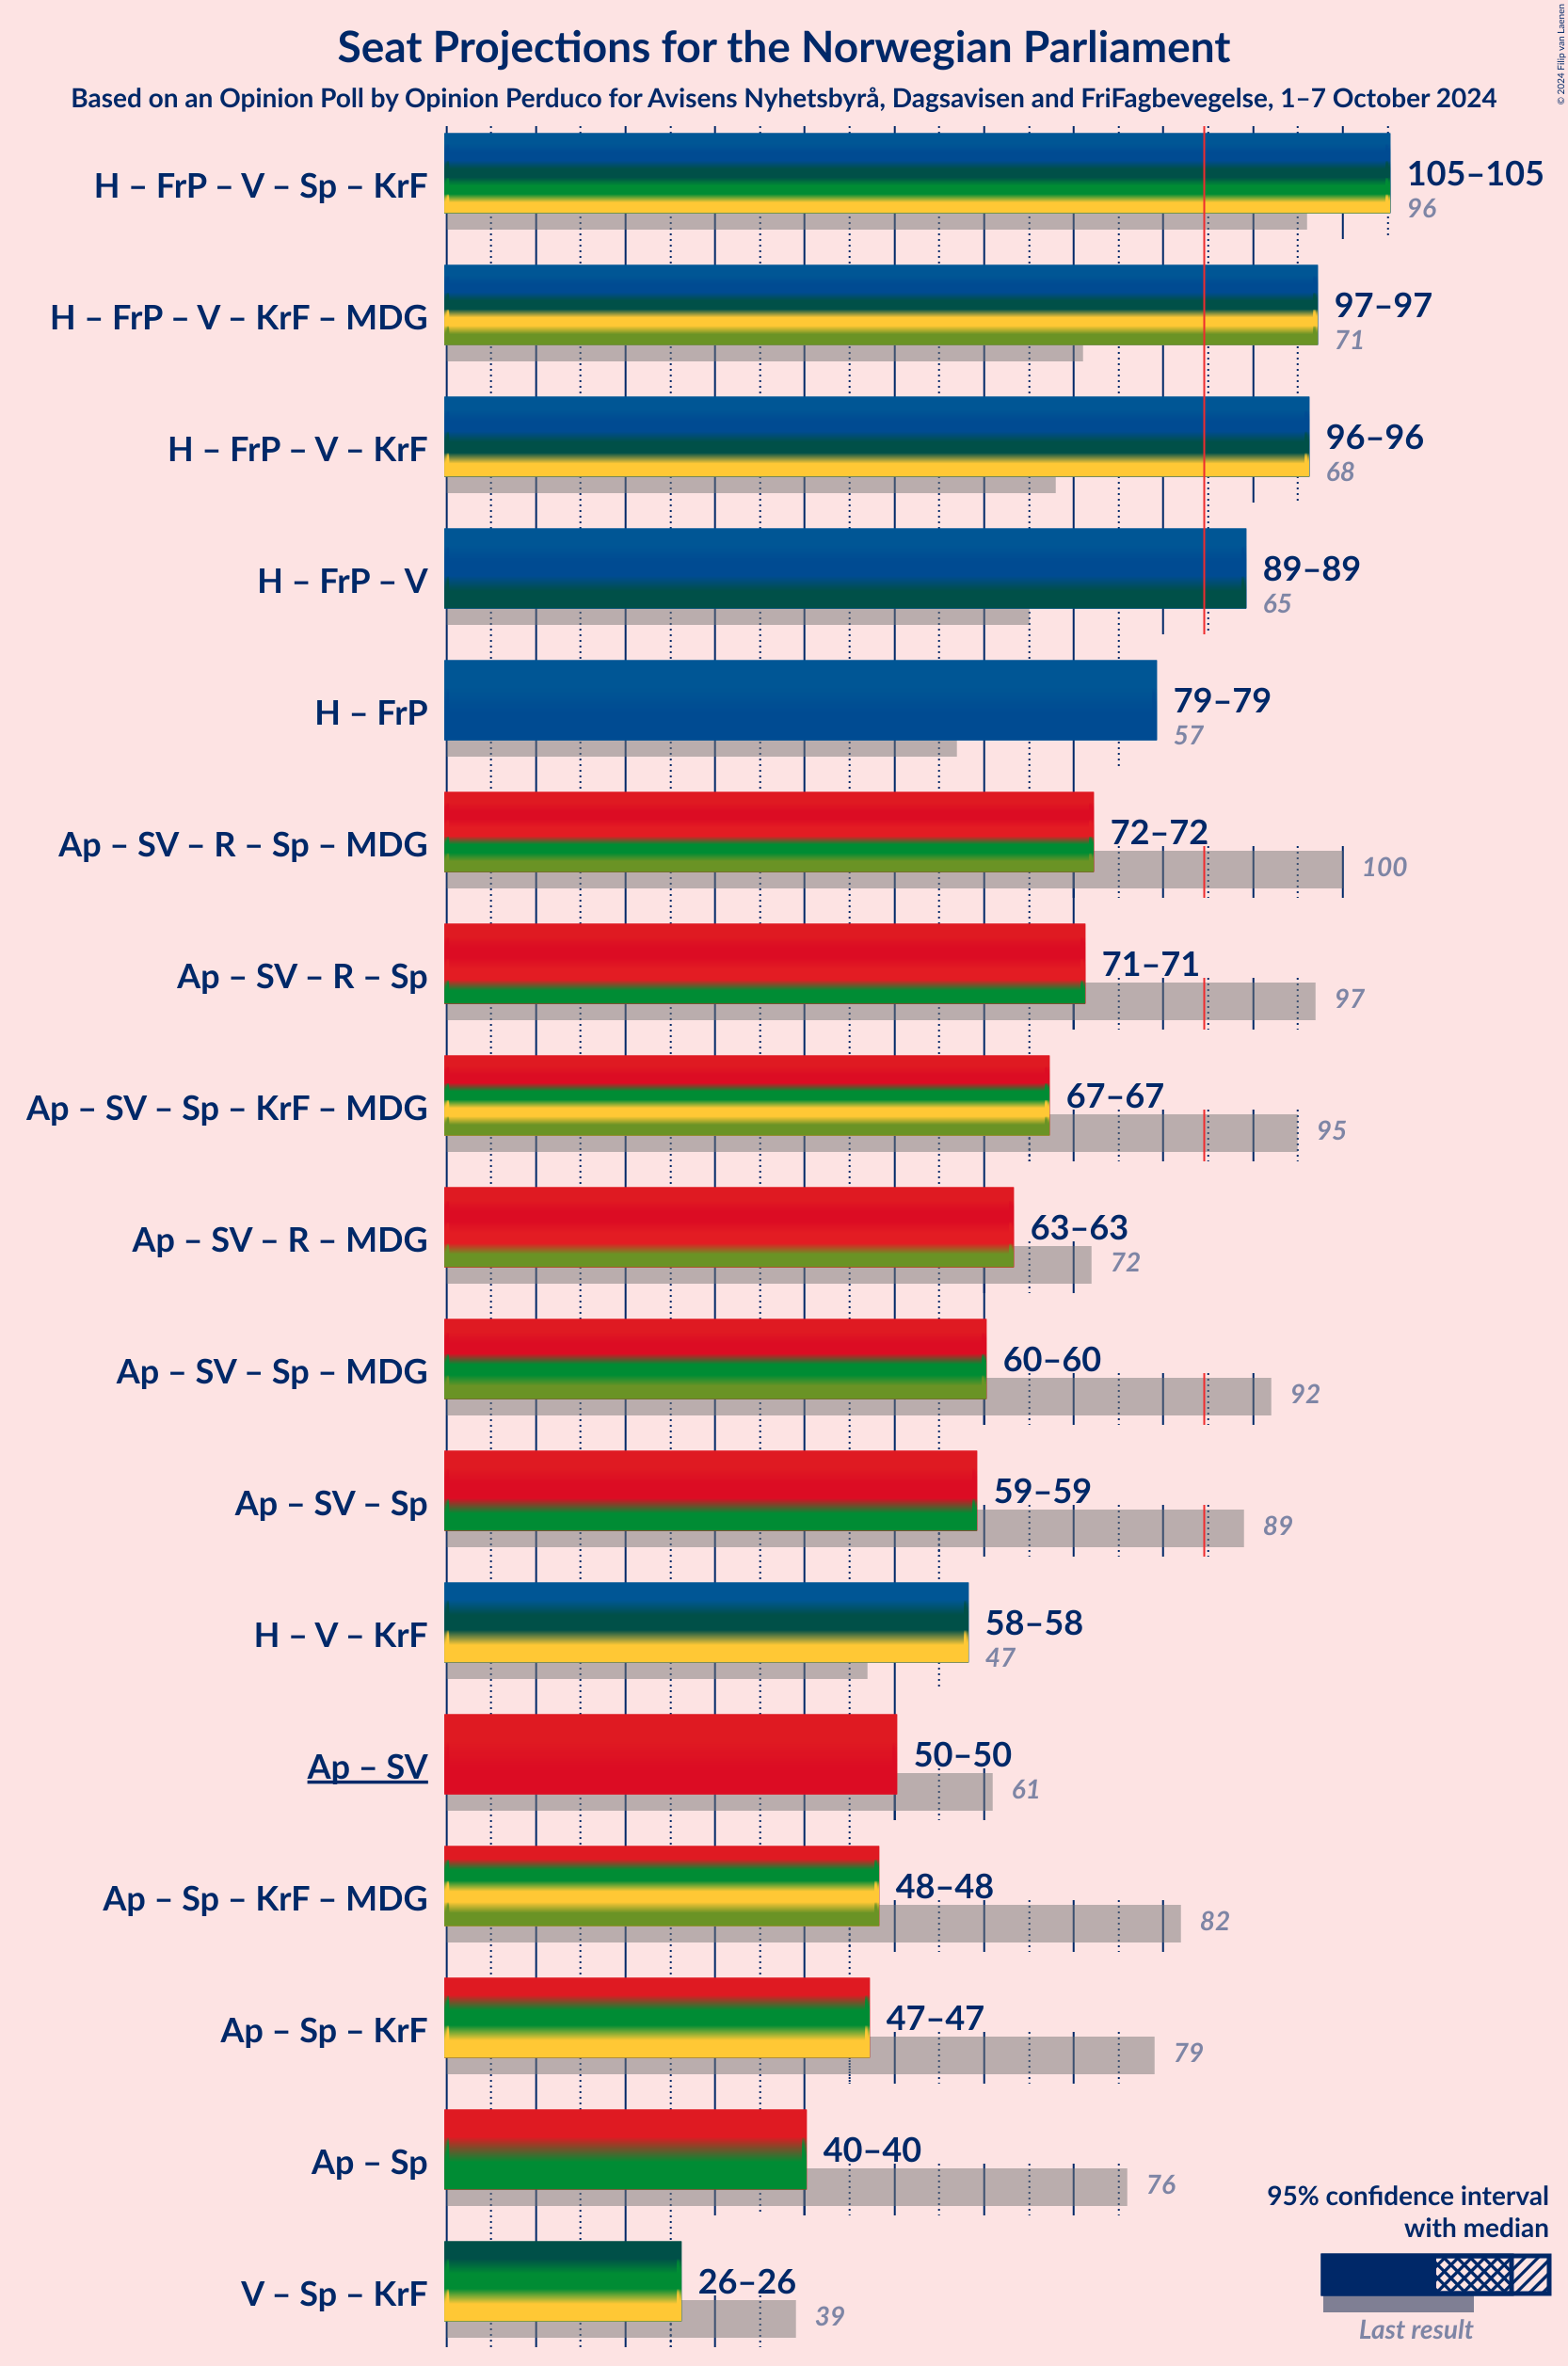 Seat Projections for the Norwegian Parliament
Based on an Opinion Poll by Opinion Perduco for Avisens Nyhetsbyrå, Dagsavisen and FriFagbevegelse, 1–7 October 2024
© 2024 Filip van Laenen
H – FrP – V – Sp – KrF
105–105
96
H – FrP – V – KrF – MDG
97–97
71
H – FrP – V – KrF
96–96
68
H – FrP – V
89–89
65
H – FrP
79–79
57
Ap – SV – R – Sp – MDG
72–72
100
Ap – SV – R – Sp
71–71
97
Ap – SV – Sp – KrF – MDG
67–67
95
Ap – SV – R – MDG
63–63
72
Ap – SV – Sp – MDG
60–60
92
Ap – SV – Sp
59–59
89
H – V – KrF
58–58
47
Ap – SV
50–50
61
Ap – Sp – KrF – MDG
48–48
82
Ap – Sp – KrF
47–47
79
Ap – Sp
40–40
76
V – Sp – KrF
26–26
39
95% confidence interval
with median
Last result